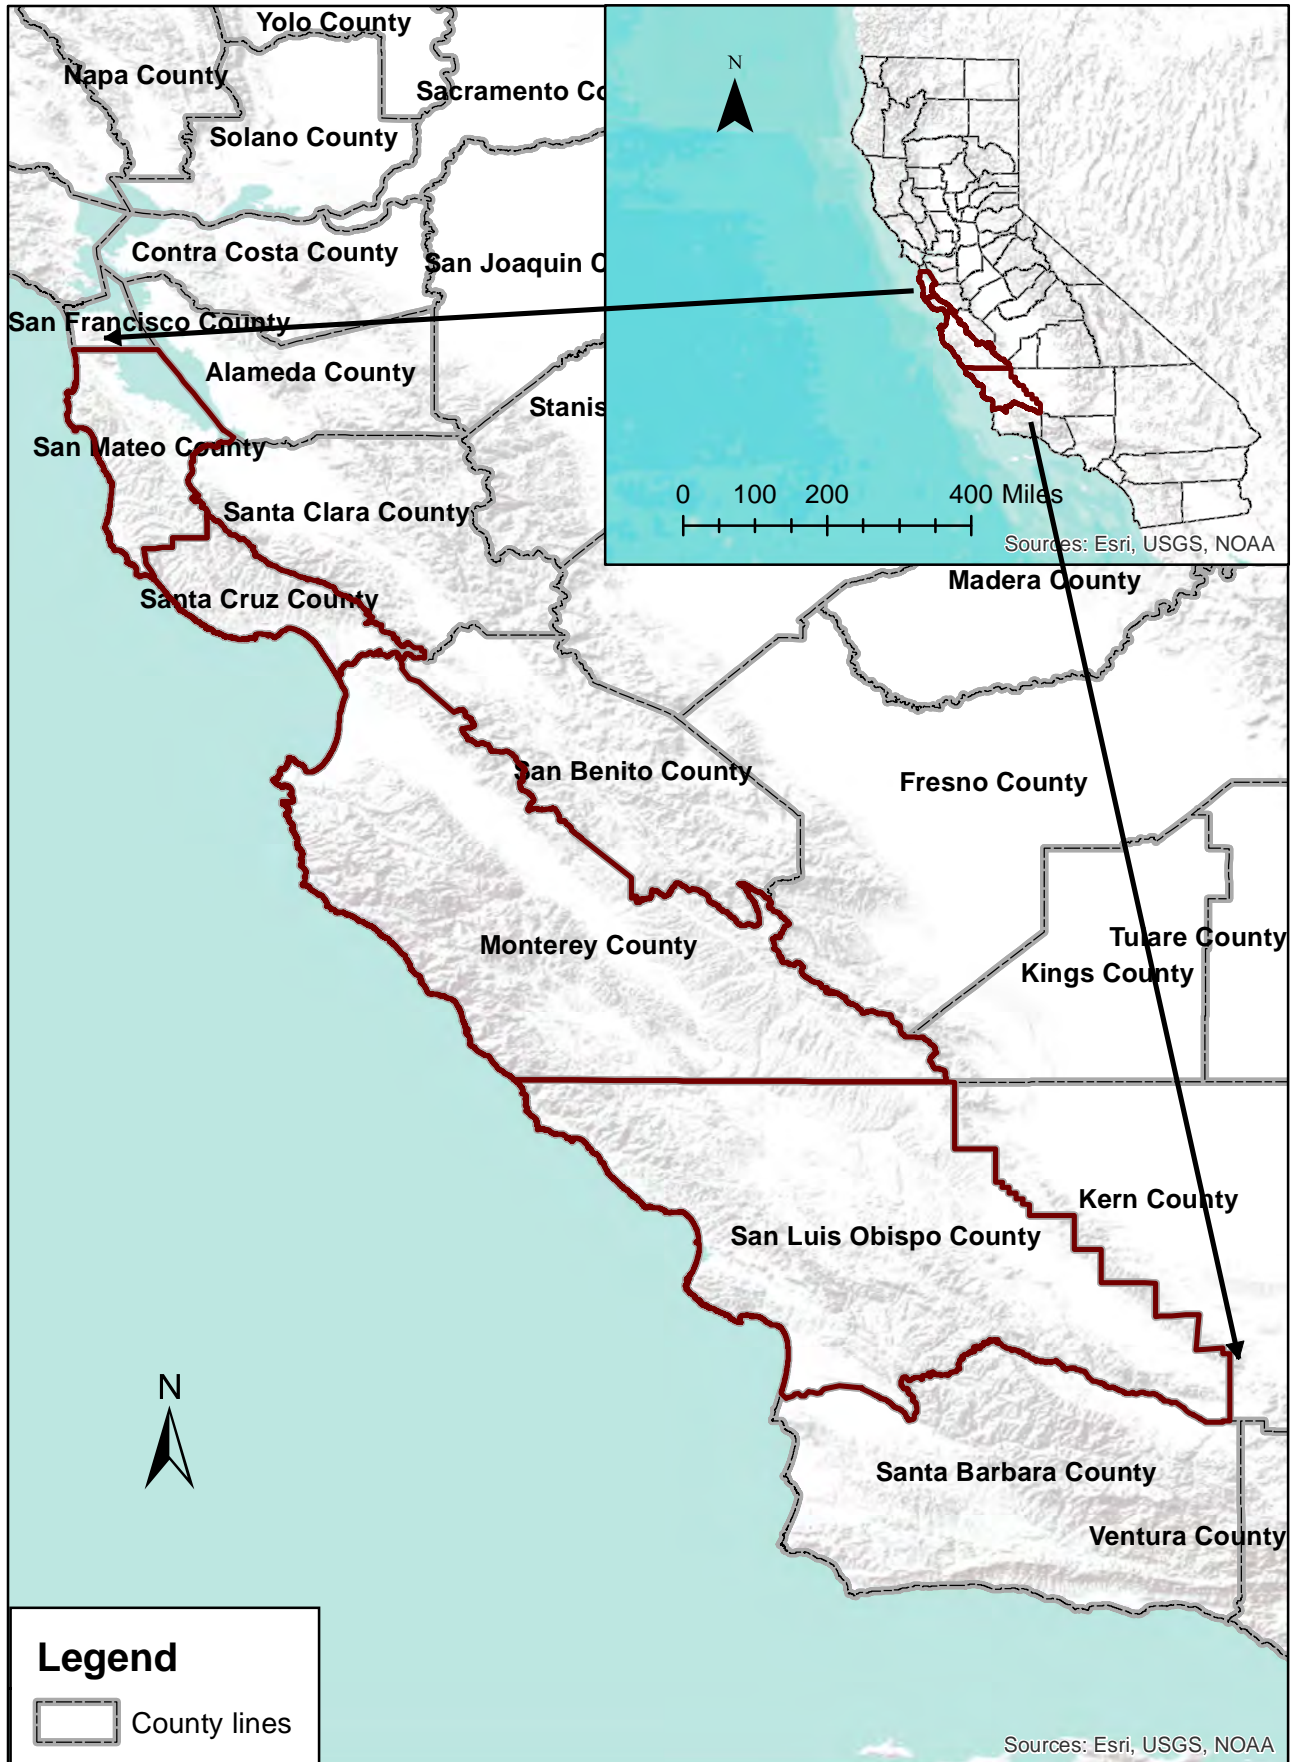 Yolo County
Napa County
Sacramento Co
Solano County
Contra Costa County
San Joaquin C
San Francisco County
Alameda County
Stanis
San Mateo County
Santa Clara County
Santa Cruz County
N
0 100 200 400 Miles
Sources: Esri, USGS, NOAA
Madera County
San Benito County
Fresno County
Monterey County
Tulare County
Kings County
Kern County
San Luis Obispo County
N
Santa Barbara County
Ventura County
Legend
County lines
Sources: Esri, USGS, NOAA